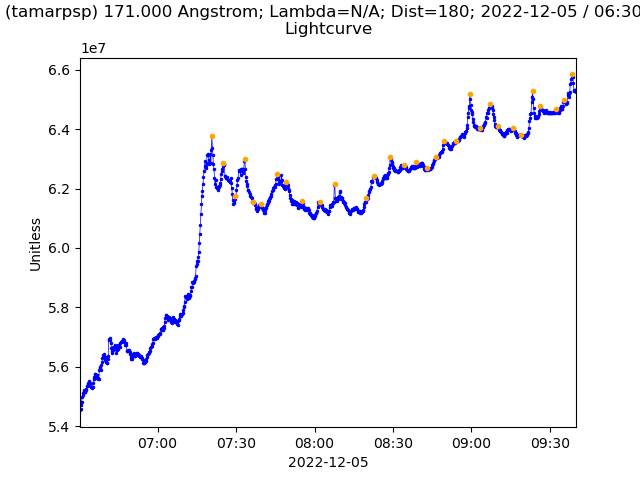 (tamarpsp) 171.000 Angstrom; Lambda=N/A; Dist=180; 2022-12-05 / 06:30
Lightcurve
1e7
6.6
6.4
6.2
6.0
5.8
5.6
5.4
Unitless
07:00 07:30 08:00 08:30 09:00 09:30
2022-12-05